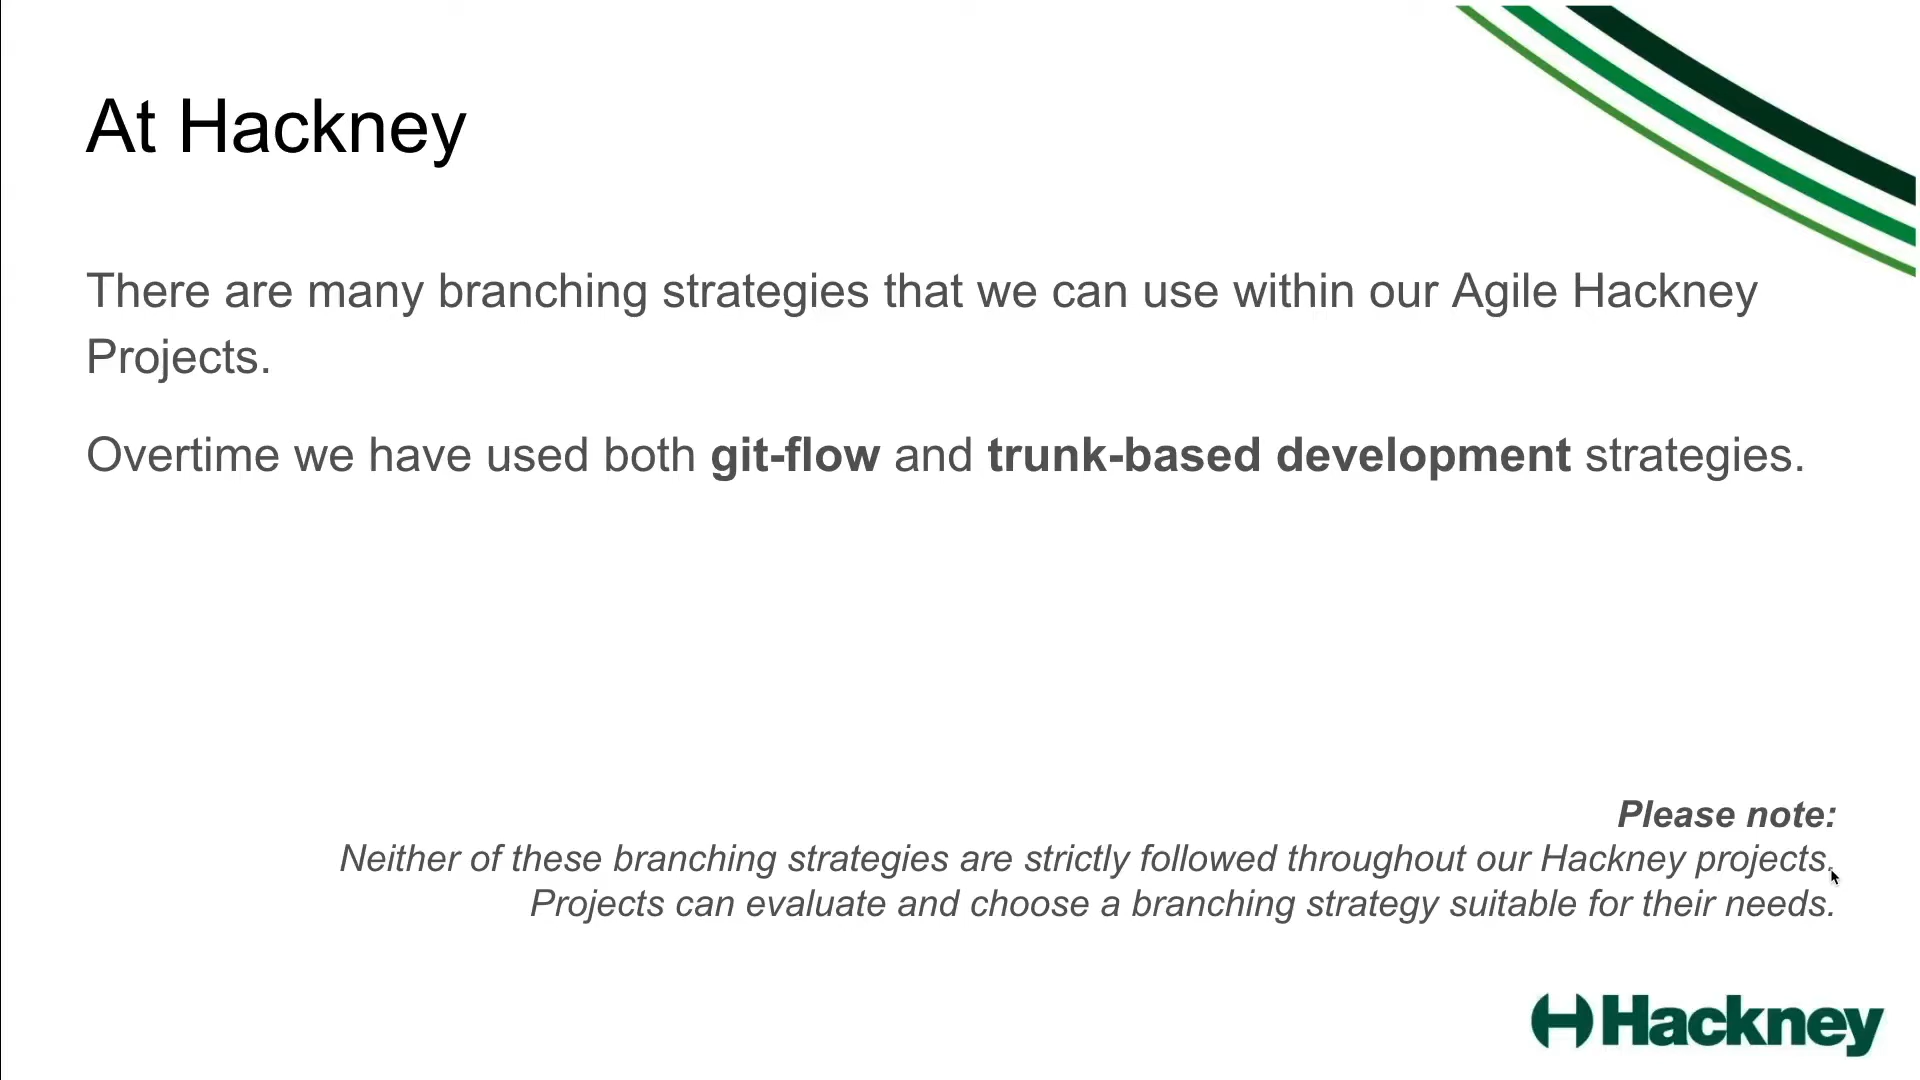 At Hackney
There are many branching strategies that we can use within our Agile Hackney
Projects.
Overtime we have used both git-flow and trunk-based development strategies.
Please note:
Neither of these branching strategies are strictly followed throughout our Hackney projects.
Projects can evaluate and choose a branching strategy suitable for their needs.
Hackney